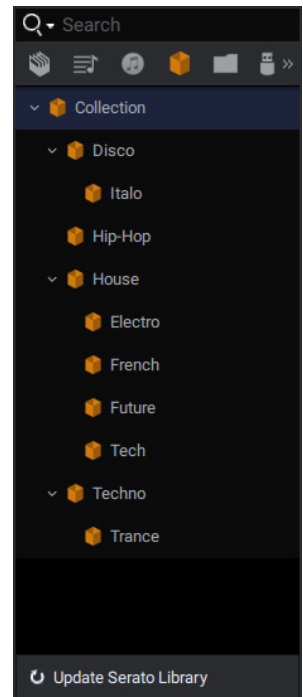 Search
Collection
Disco
Italo
Hip-Hop
House
Electro
French
Future
Tech
Techno
Trance
Update Serato Library